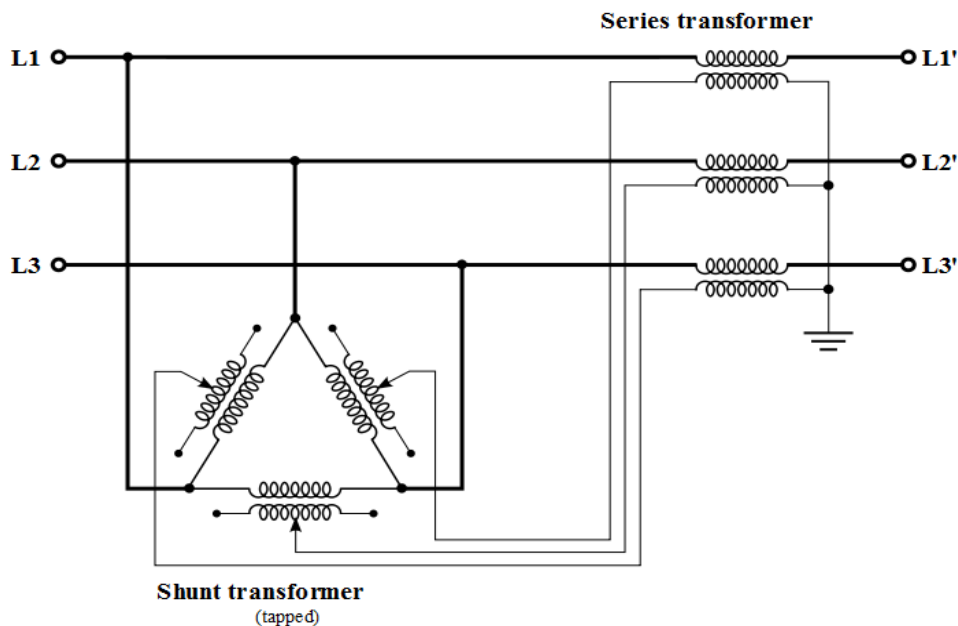 Series transformer
L1
L1'
L2
L2'
L3
L3'
Shunt transformer
(tapped)